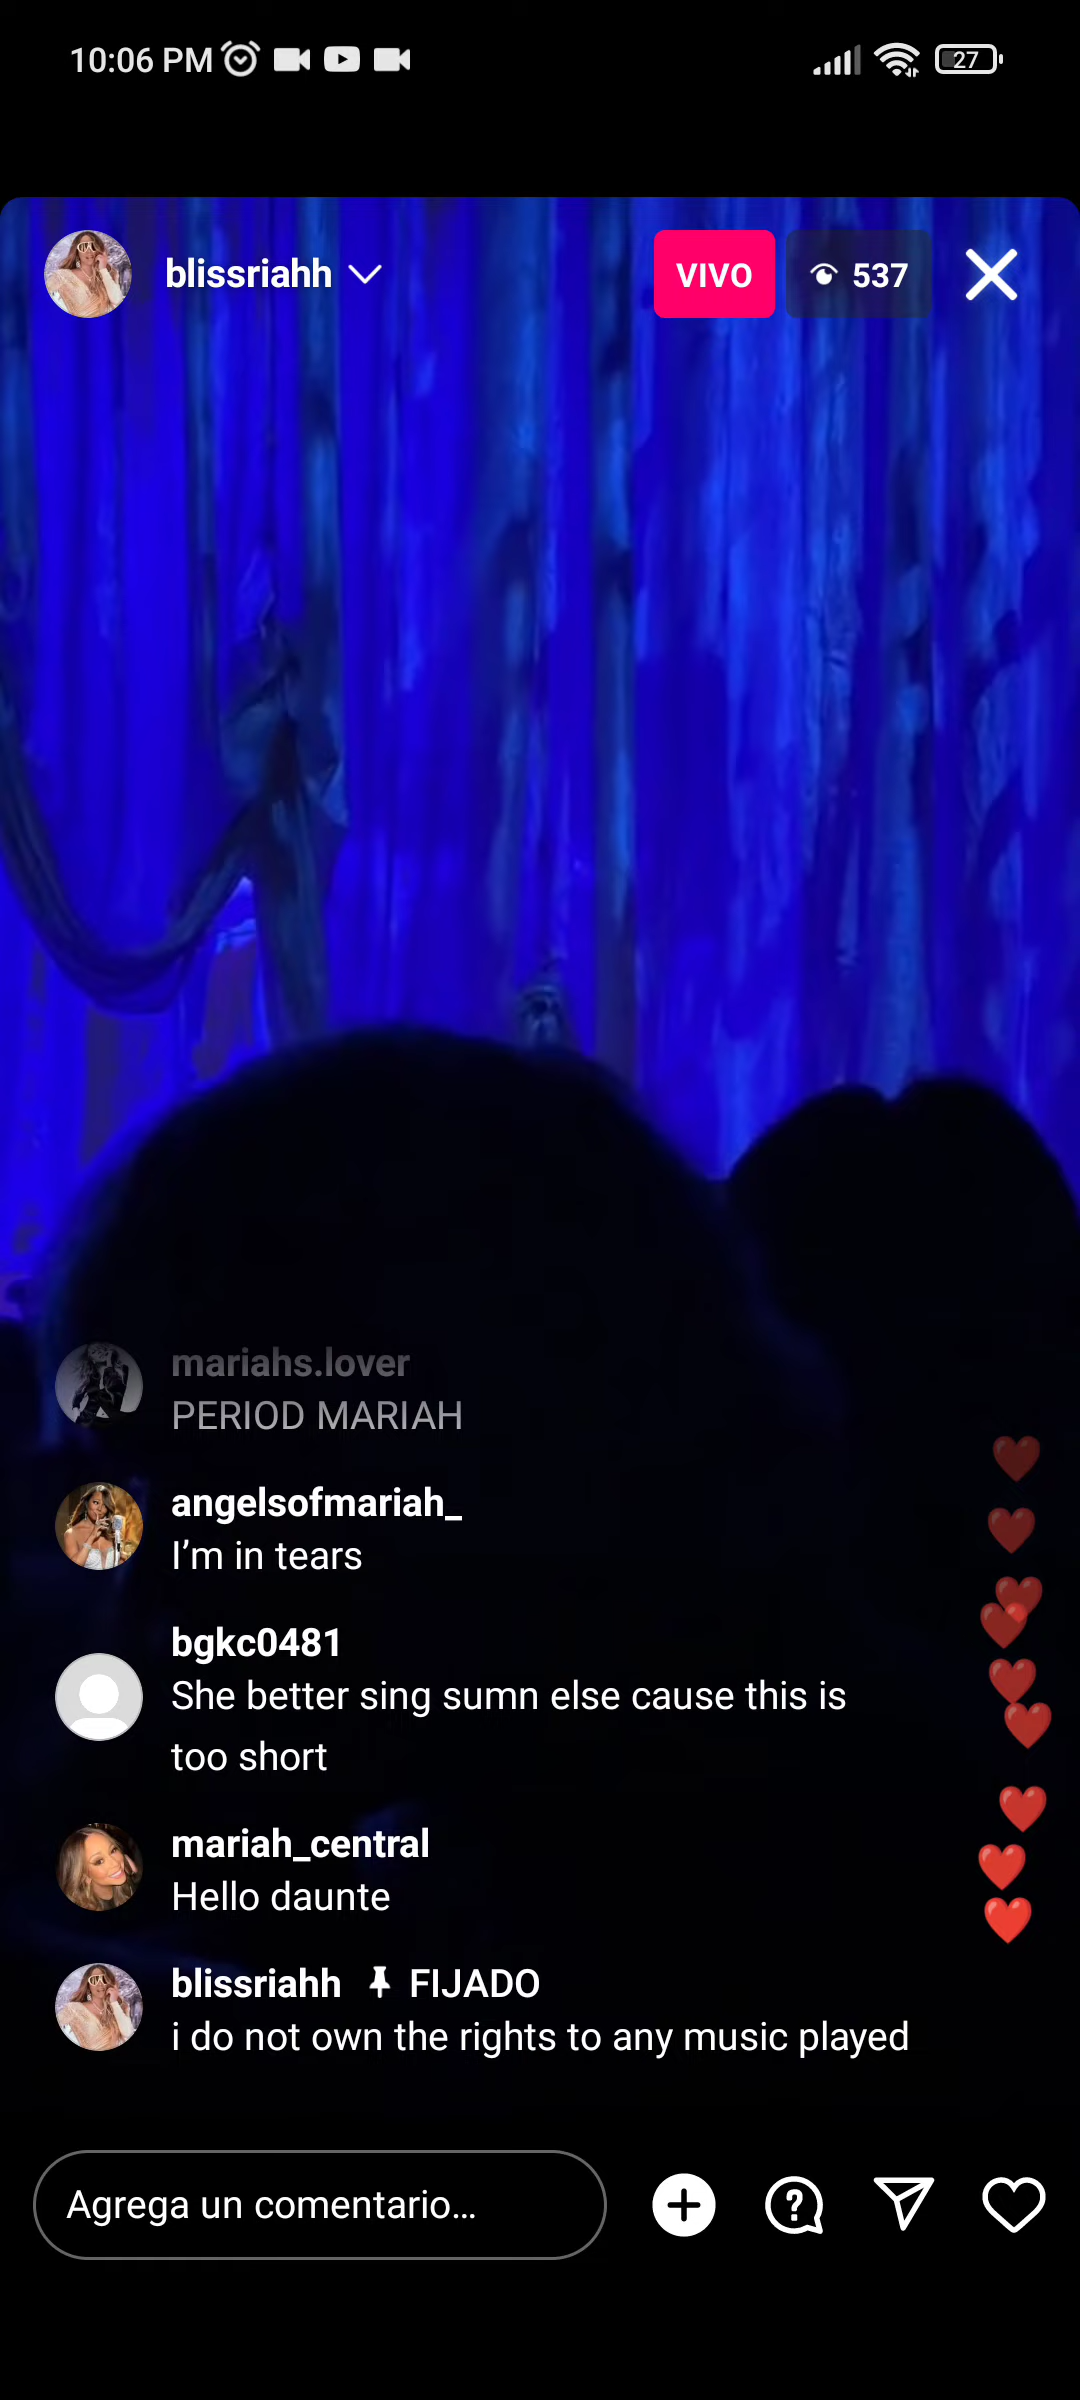 10:06 PM
27
blissriahh
VIVO
537
mariahs.lover
PERIOD MARIAH
angelsofmariah_
I’m in tears
bgkc0481
She better sing sumn else cause this is
too short
mariah_central
Hello daunte
blissriahh FIJADO
i do not own the rights to any music played
Agrega un comentario...